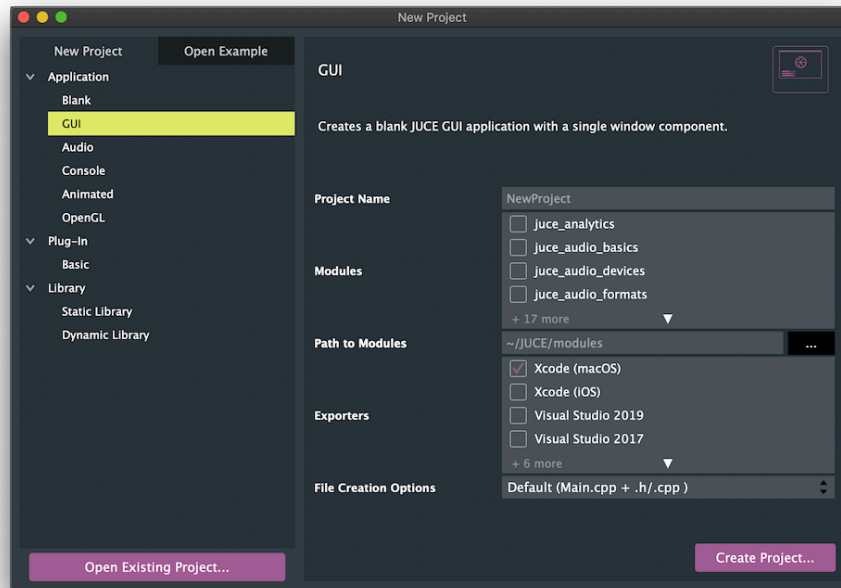 New Project
New Project
Open Example
Application
Blank
GUI
Audio
Console
Animated
OpenGL
Plug-In
Basic
Library
Static Library
Dynamic Library
Open Existing Project...
GUI
Creates a blank JUCE GUI application with a single window component.
Project Name
NewProject
Modules
juce_analytics
juce_audio_basics
juce_audio_devices
juce_audio_formats
+ 17 more
Path to Modules
~/JUCE/modules
...
Exporters
Xcode (macOS)
Xcode (iOS)
Visual Studio 2019
Visual Studio 2017
+ 6 more
File Creation Options
Default (Main.cpp + .h/.cpp )
Create Project...